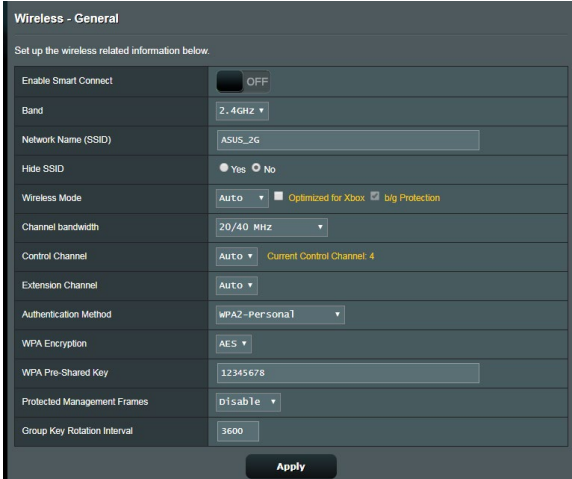 Wireless - General
Set up the wireless related information below.
Enable Smart Connect OFF
Band 2.4GHz
Network Name (SSID) ASUS_2G
Hide SSID Yes No
Wireless Mode Auto Optimized for Xbox b/g Protection
Channel bandwidth 20/40 MHz
Control Channel Auto Current Control Channel: 4
Extension Channel Auto
Authentication Method WPA2-Personal
WPA Encryption AES
WPA Pre-Shared Key 12345678
Protected Management Frames Disable
Group Key Rotation Interval 3600
Apply